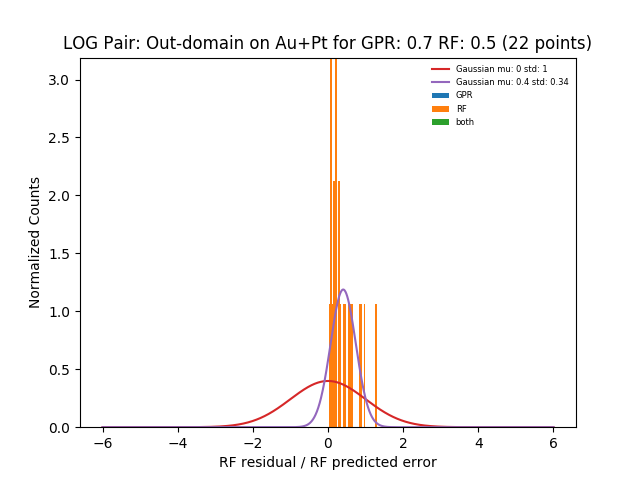 LOG Pair: Out-domain on Au+Pt for GPR: 0.7 RF: 0.5 (22 points)
Gaussian mu: 0 std: 1
Gaussian mu: 0.4 std: 0.34
GPR
RF
both
Normalized Counts
3.0
2.5
2.0
1.5
1.0
0.5
0.0
−6 −4 −2 0 2 4 6
RF residual / RF predicted error